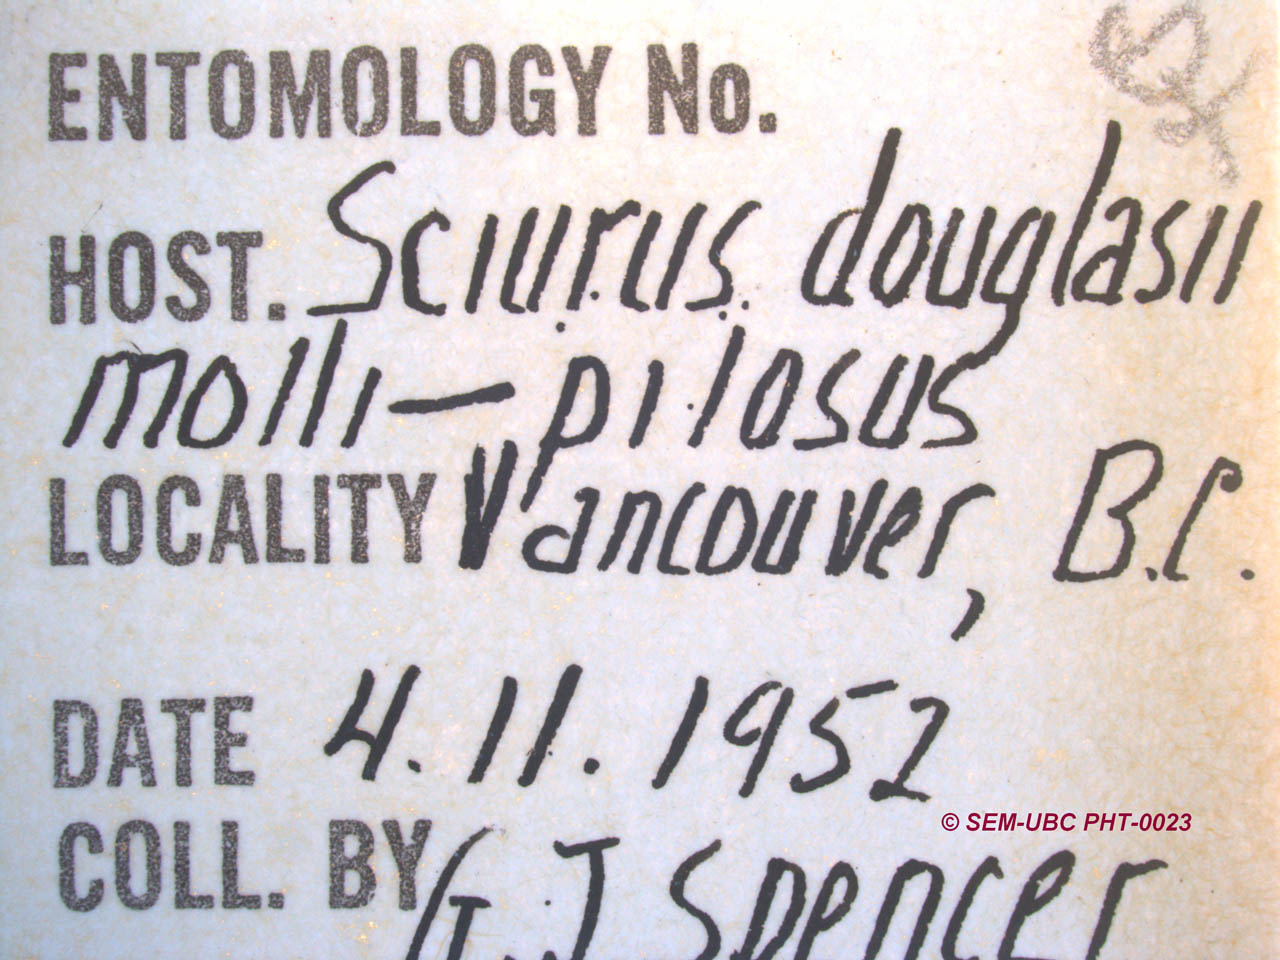 ENTOMOLOGY No.
HOST. Sciurus douglasii
molli-pilosus
LOCALITY Vancouver, B.C.
DATE 4.11.1952
© SEM-UBC PHT-0023
COLL. BY G J Spencer